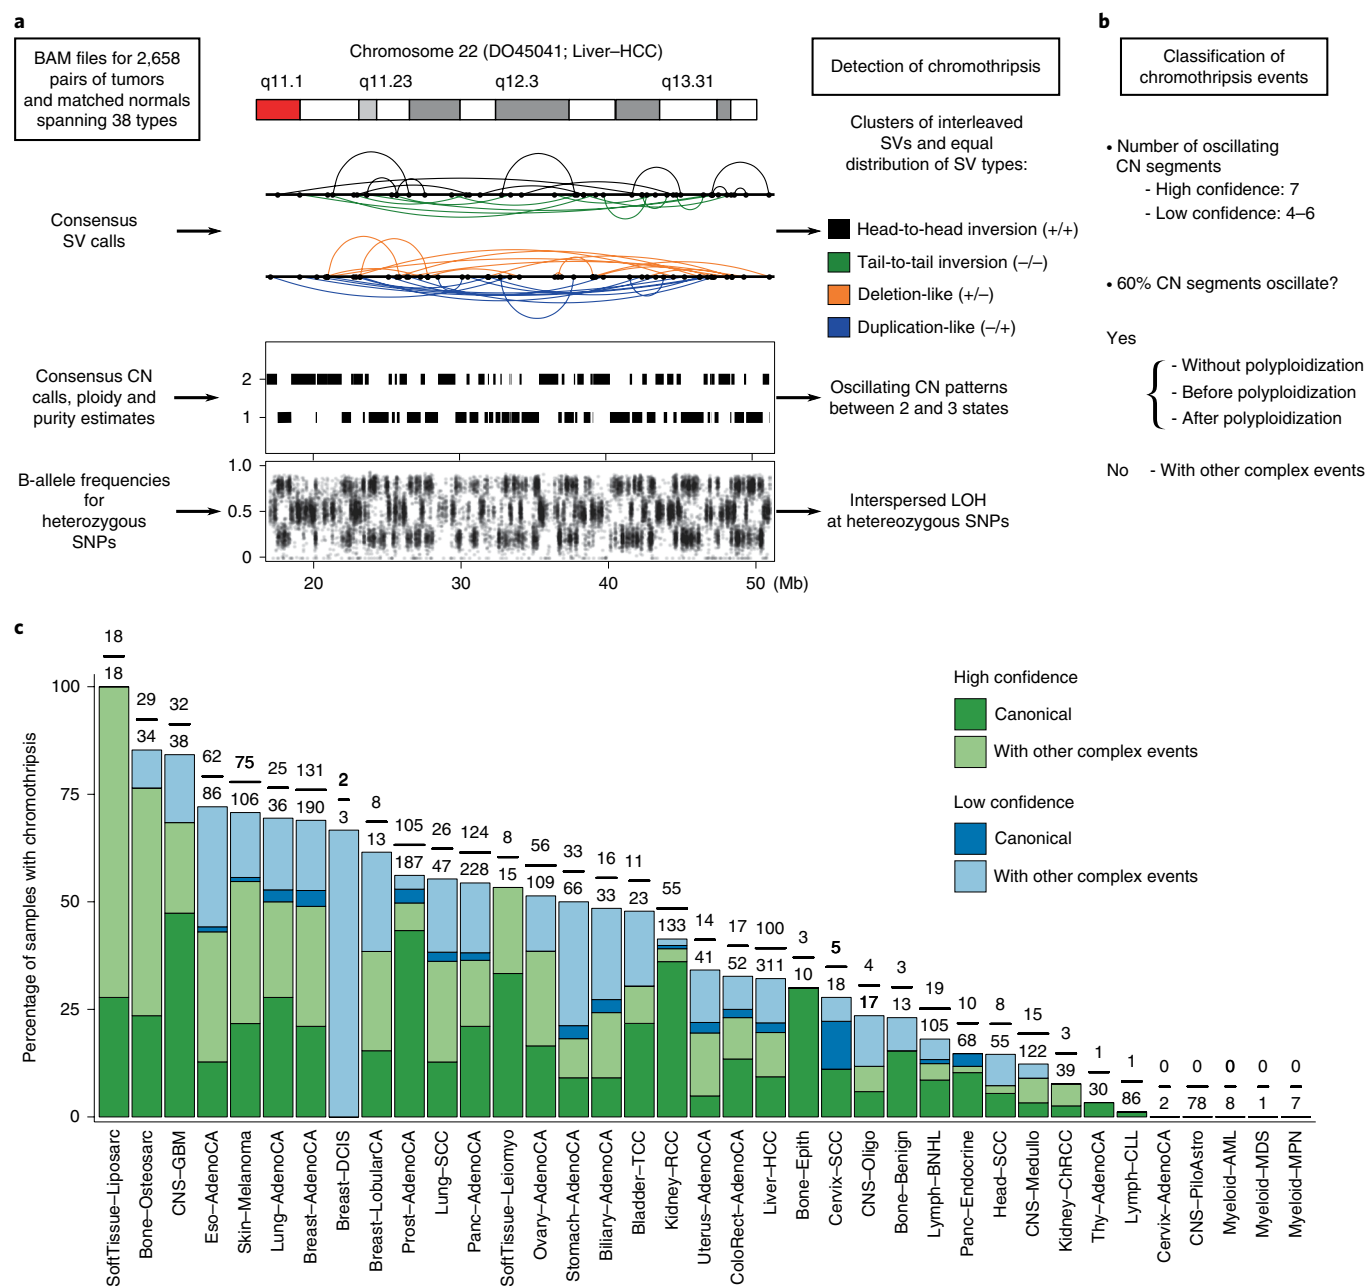 a
BAM files for 2,658
pairs of tumors
and matched normals
spanning 38 types
Chromosome 22 (DO45041; Liver–HCC)
q11.1 q11.23 q12.3 q13.31
Detection of chromothripsis
Clusters of interleaved
SVs and equal
distribution of SV types:
Consensus
SV calls
Head-to-head inversion (+/+)
Tail-to-tail inversion (–/–)
Deletion-like (+/–)
Duplication-like (–/+)
Consensus CN
calls, ploidy and
purity estimates
2
1
Oscillating CN patterns
between 2 and 3 states
B-allele frequencies
for
heterozygous
SNPs
1.0
0.5
0
Interspersed LOH
at hetereozygous SNPs
20 30 40 50 (Mb)
b
Classification of
chromothripsis events
• Number of oscillating
CN segments
- High confidence: 7
- Low confidence: 4–6
• 60% CN segments oscillate?
Yes
- Without polyploidization
- Before polyploidization
- After polyploidization
No - With other complex events
c
Percentage of samples with chromothripsis
100
75
50
25
0
18
18
29
34
32
38
62
86
75
106
25
36
131
190
2
3
8
13
105
187
26
47
124
228
8
15
56
109
33
66
16
33
11
23
55
133
14
41
17
52
100
311
3
10
5
18
4
17
3
13
19
105
10
68
8
55
15
122
3
39
1
30
1
86
0
2
0
78
0
8
0
1
0
7
High confidence
Canonical
With other complex events
Low confidence
Canonical
With other complex events
SoftTissue–Liposarc
Bone–Osteosarc
CNS–GBM
Eso–AdenoCA
Skin–Melanoma
Lung–AdenoCA
Breast–AdenoCA
Breast–DCIS
Breast–LobularCA
Prost–AdenoCA
Lung–SCC
Panc–AdenoCA
SoftTissue–Leiomyo
Ovary–AdenoCA
Stomach–AdenoCA
Biliary–AdenoCA
Bladder–TCC
Kidney–RCC
Uterus–AdenoCA
ColoRect–AdenoCA
Liver–HCC
Bone–Epith
Cervix–SCC
CNS–Oligo
Bone–Benign
Lymph–BNHL
Panc–Endocrine
Head–SCC
CNS–Medullo
Kidney–ChRCC
Thy–AdenoCA
Lymph–CLL
Cervix–AdenoCA
CNS–PiloAstro
Myeloid–AML
Myeloid–MDS
Myeloid–MPN